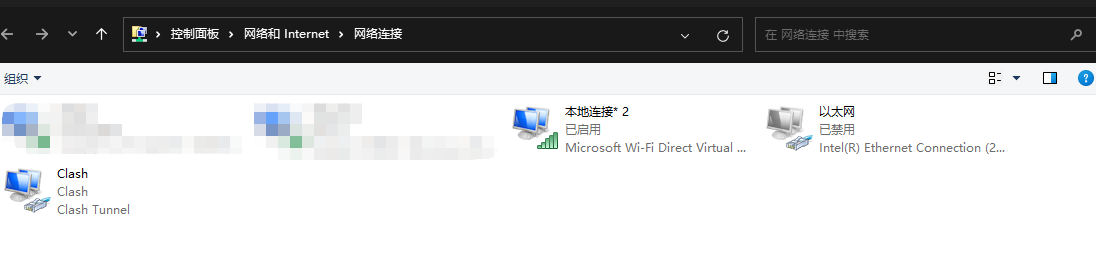 控制面板 网络和 Internet 网络连接
在 网络连接 中搜索
组织
本地连接* 2
已启用
Microsoft Wi-Fi Direct Virtual ...
以太网
已禁用
Intel(R) Ethernet Connection (2...
Clash
Clash
Clash Tunnel